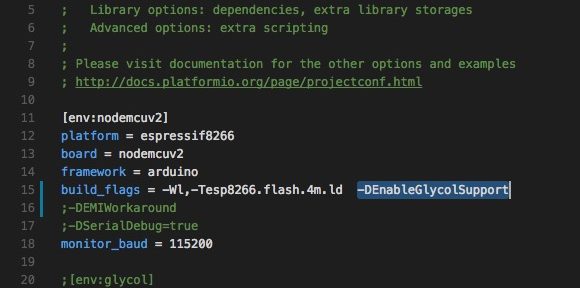 5 ;   Library options: dependencies, extra library storages
6 ;   Advanced options: extra scripting
7 ;
8 ; Please visit documentation for the other options and examples
9 ; http://docs.platformio.org/page/projectconf.html
10
11 [env:nodemcuv2]
12 platform = espressif8266
13 board = nodemcuv2
14 framework = arduino
15 build_flags = -Wl,-Tesp8266.flash.4m.ld  -DEnableGlycolSupport
16 ;-DEMIWorkaround
17 ;-DSerialDebug=true
18 monitor_baud = 115200
19
20 ;[env:glycol]